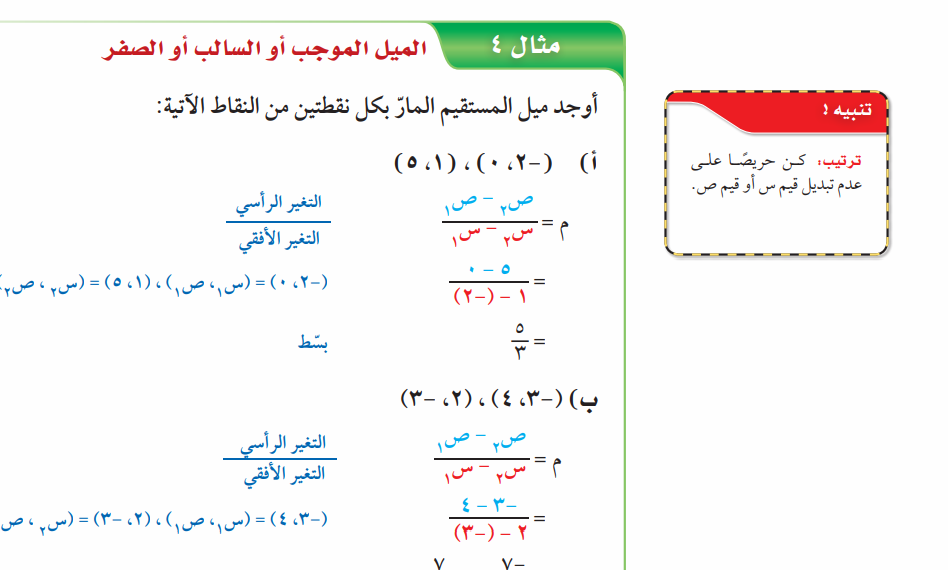 مثال ٤ الميل الموجب أو السالب أو الصفر
أوجد ميل المستقيم المارّ بكل نقطتين من النقاط الآتية:
تنبيه !
ترتيب: كن حريصًا على
عدم تبديل قيم س أو قيم ص.
أ) (–٢، ٠)، (١، ٥)
م = (ص٢ – ص١) / (س٢ – س١) التغير الرأسي / التغير الأفقي
= (٥ – ٠) / (١ – (–٢)) (–٢، ٠) = (س١، ص١)، (١، ٥) = (س٢، ص٢)
= ٥/٣ بسّط
ب) (–٣، ٤)، (٢، –٣)
م = (ص٢ – ص١) / (س٢ – س١) التغير الرأسي / التغير الأفقي
= (–٣ – ٤) / (٢ – (–٣)) (–٣، ٤) = (س١، ص١)، (٢، –٣) = (س٢، ص
–٧ ٧